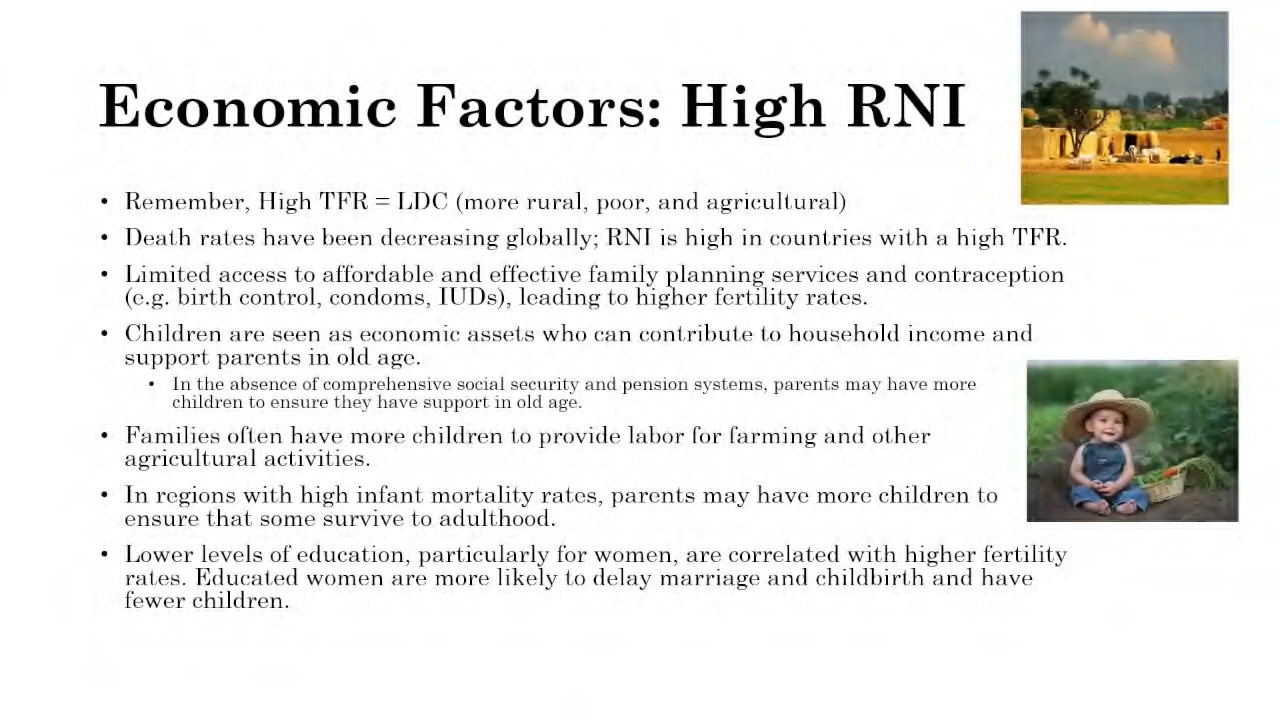 Economic Factors: High RNI
• Remember, High TFR = LDC (more rural, poor, and agricultural)
• Death rates have been decreasing globally; RNI is high in countries with a high TFR.
• Limited access to affordable and effective family planning services and contraception
(e.g. birth control, condoms, IUDs), leading to higher fertility rates.
• Children are seen as economic assets who can contribute to household income and
support parents in old age.
• In the absence of comprehensive social security and pension systems, parents may have more
children to ensure they have support in old age.
• Families often have more children to provide labor for farming and other
agricultural activities.
• In regions with high infant mortality rates, parents may have more children to
ensure that some survive to adulthood.
• Lower levels of education, particularly for women, are correlated with higher fertility
rates. Educated women are more likely to delay marriage and childbirth and have
fewer children.